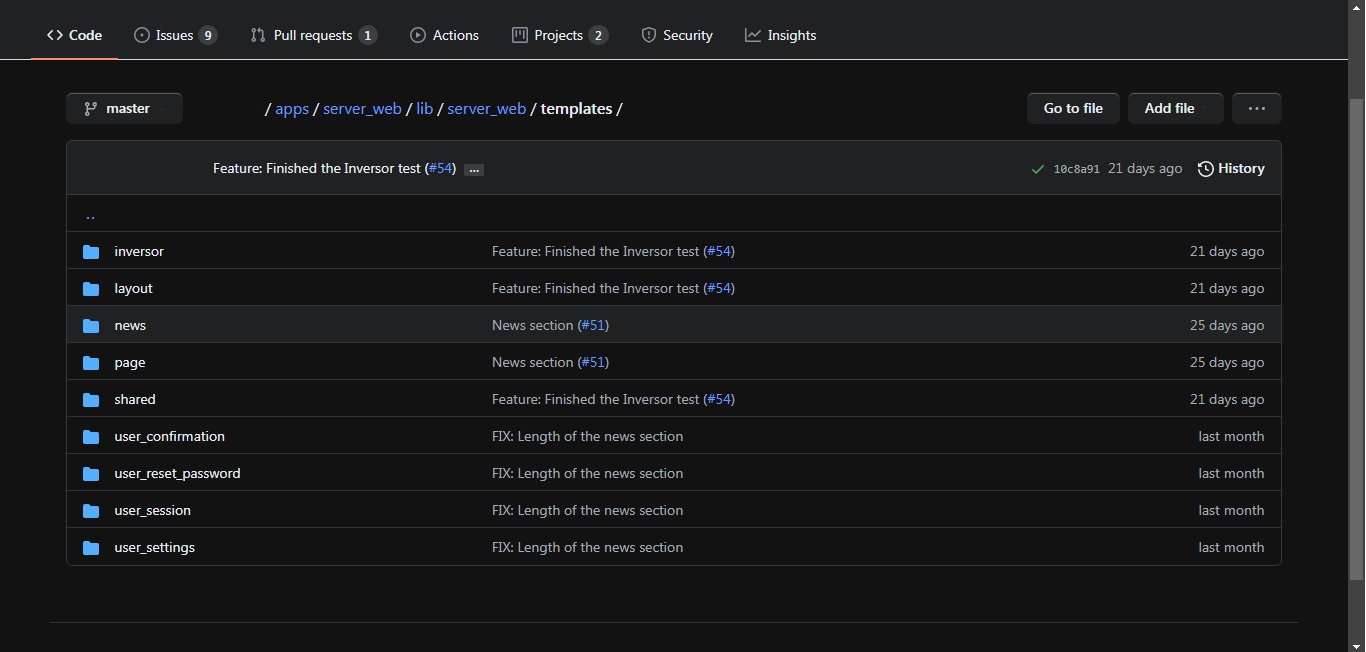 Code Issues 9 Pull requests 1 Actions Projects 2 Security Insights
master / apps / server_web / lib / server_web / templates / Go to file Add file ...
Feature: Finished the Inversor test (#54) ... 10c8a91 21 days ago History
..
inversor Feature: Finished the Inversor test (#54) 21 days ago
layout Feature: Finished the Inversor test (#54) 21 days ago
news News section (#51) 25 days ago
page News section (#51) 25 days ago
shared Feature: Finished the Inversor test (#54) 21 days ago
user_confirmation FIX: Length of the news section last month
user_reset_password FIX: Length of the news section last month
user_session FIX: Length of the news section last month
user_settings FIX: Length of the news section last month